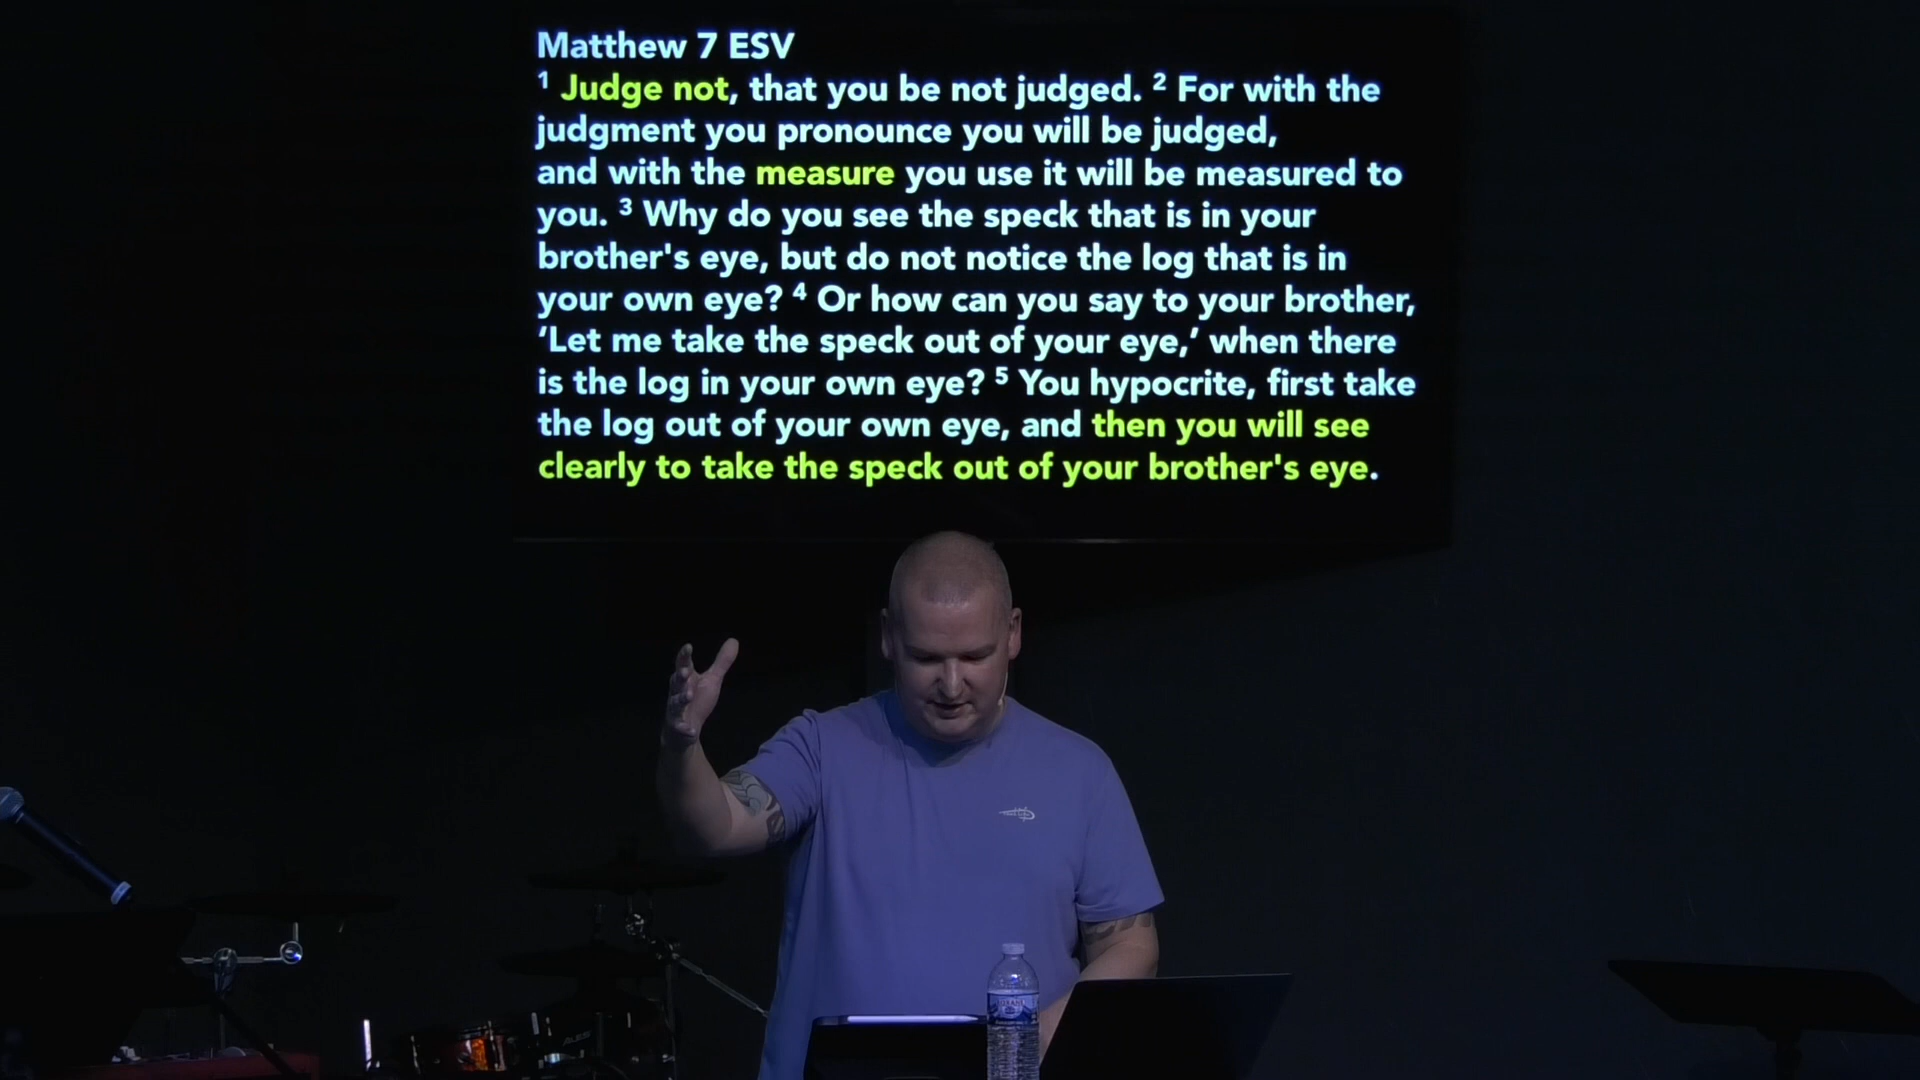 Matthew 7 ESV
1 Judge not, that you be not judged. 2 For with the
judgment you pronounce you will be judged,
and with the measure you use it will be measured to
you. 3 Why do you see the speck that is in your
brother's eye, but do not notice the log that is in
your own eye? 4 Or how can you say to your brother,
‘Let me take the speck out of your eye,’ when there
is the log in your own eye? 5 You hypocrite, first take
the log out of your own eye, and then you will see
clearly to take the speck out of your brother's eye.